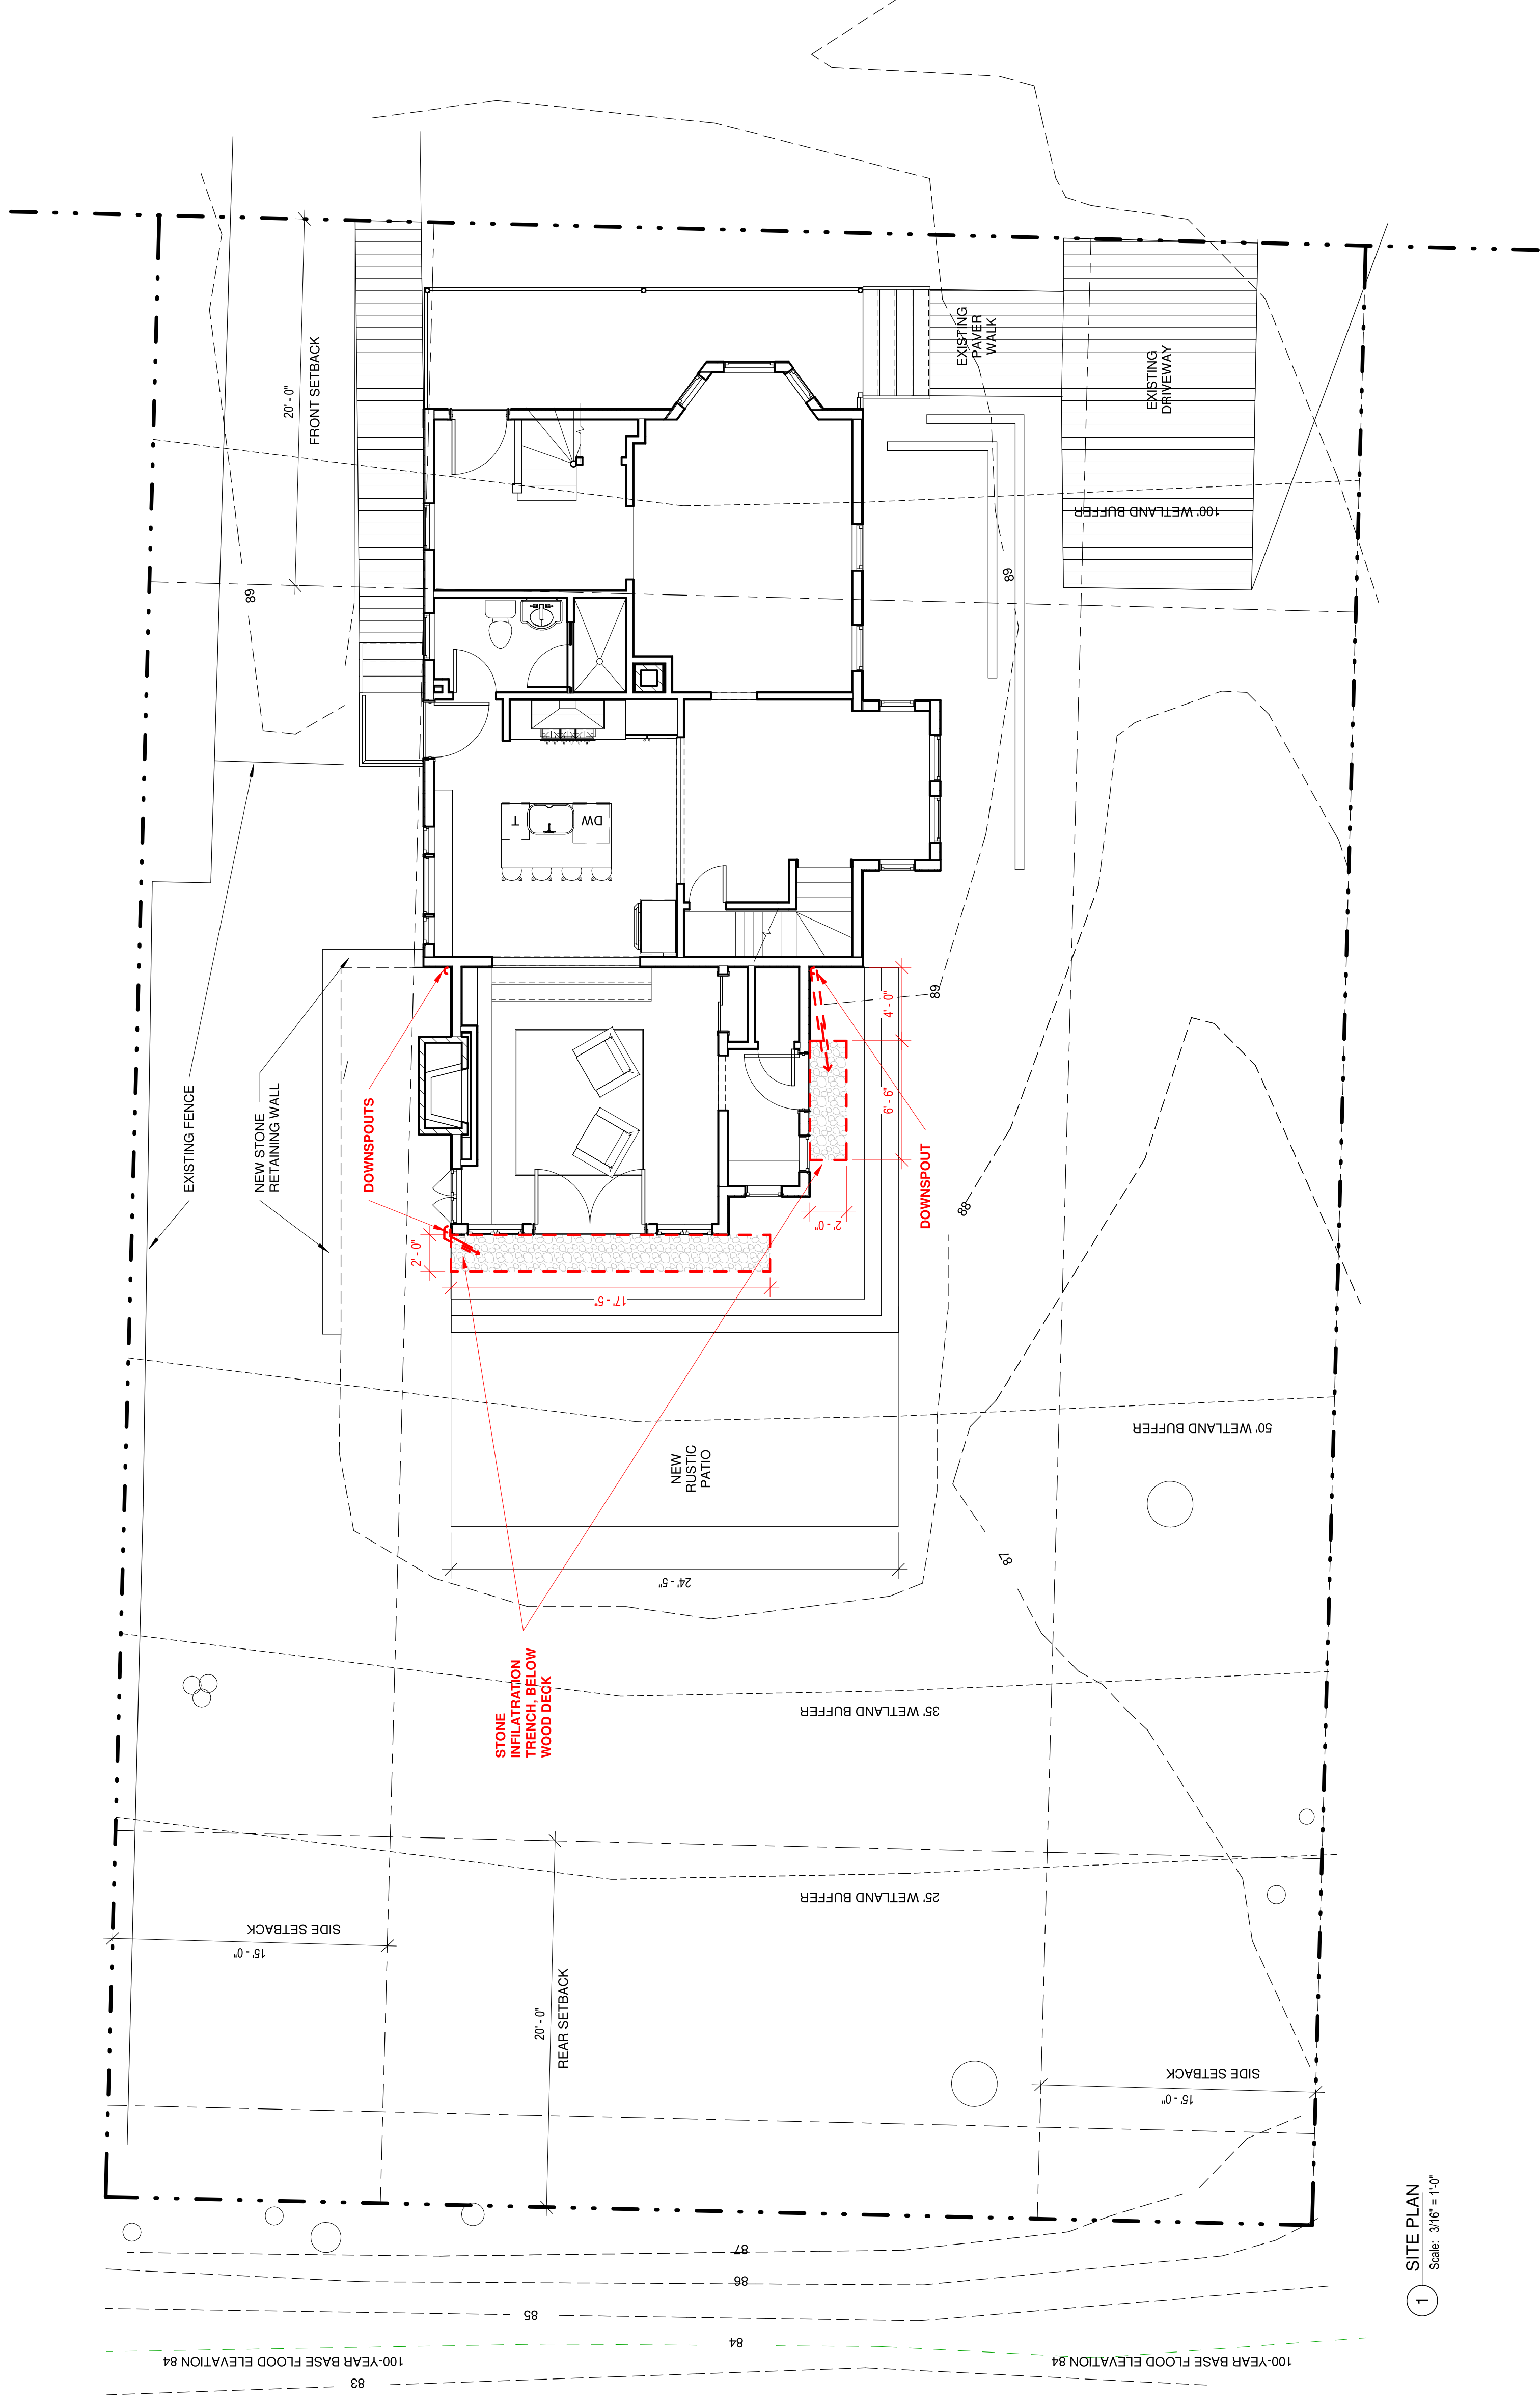 20' - 0"
FRONT SETBACK
EXISTING
PAVER
WALK
EXISTING
DRIVEWAY
100' WETLAND BUFFER
89
89
T
DW
EXISTING FENCE
NEW STONE
RETAINING WALL
DOWNSPOUTS
4' - 0"
89
6' - 6"
DOWNSPOUT
2' - 0"
88
2' - 0"
17' - 5"
50' WETLAND BUFFER
NEW
RUSTIC
PATIO
24' - 5"
87
STONE
INFILATRATION
TRENCH, BELOW
WOOD DECK
35' WETLAND BUFFER
25' WETLAND BUFFER
SIDE SETBACK
15' - 0"
20' - 0"
REAR SETBACK
SIDE SETBACK
15' - 0"
87
86
85
84
100-YEAR BASE FLOOD ELEVATION 84
100-YEAR BASE FLOOD ELEVATION 84
83
1
SITE PLAN
Scale: 3/16" = 1'-0"